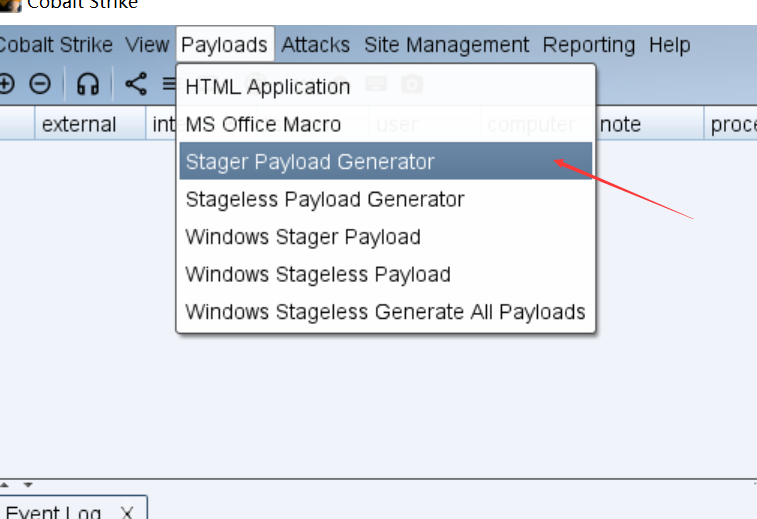 Cobalt Strike
Cobalt Strike View Payloads Attacks Site Management Reporting Help
HTML Application
MS Office Macro
Stager Payload Generator
Stageless Payload Generator
Windows Stager Payload
Windows Stageless Payload
Windows Stageless Generate All Payloads
external int user computer note proce
Event Log X